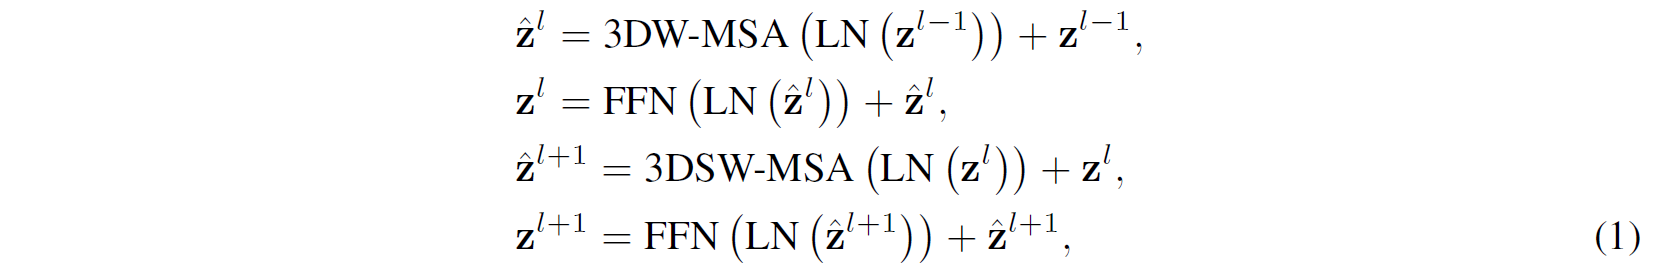 ẑ^l = 3DW-MSA (LN (z^{l−1})) + z^{l−1},
z^l = FFN (LN (ẑ^l)) + ẑ^l,
ẑ^{l+1} = 3DSW-MSA (LN (z^l)) + z^l,
z^{l+1} = FFN (LN (ẑ^{l+1})) + ẑ^{l+1}, (1)